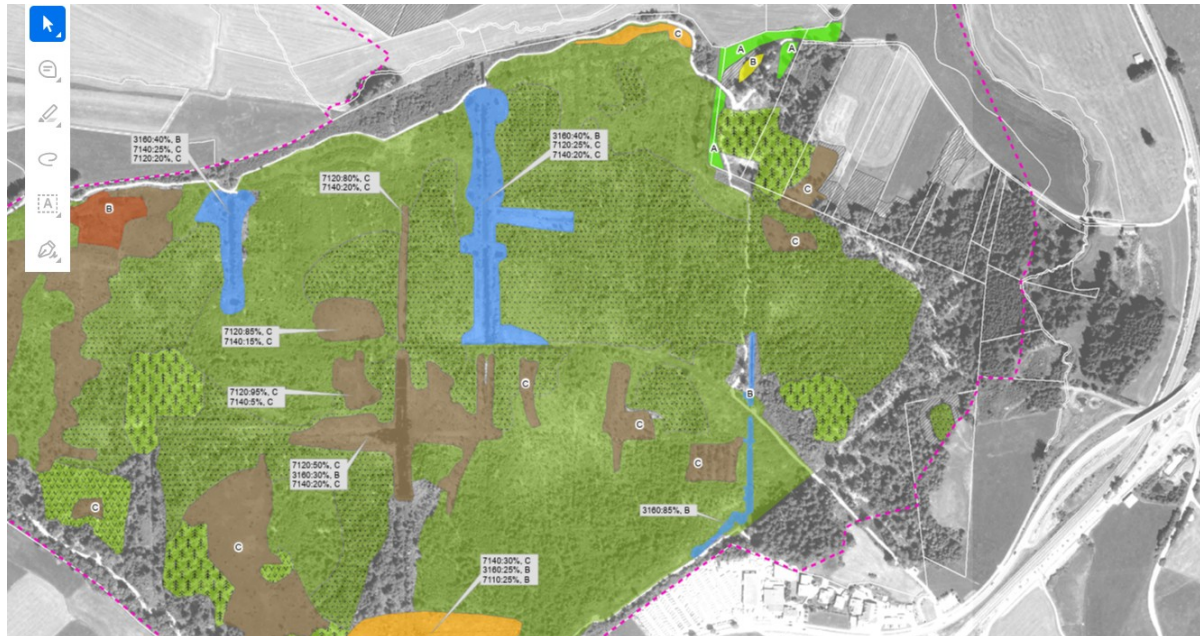 C
A
A
B
3160:40%, B
7140:25%, C
7120:20%, C
3160:40%, B
7120:25%, C
7140:20%, C
A
7120:80%, C
7140:20%, C
C
B
C
7120:85%, C
7140:15%, C
7120:95%, C
7140:5%, C
C
B
C
7120:50%, C
3160:30%, B
7140:20%, C
C
C
3160:85%, B
C
7140:30%, C
3160:25%, B
7110:25%, B
A